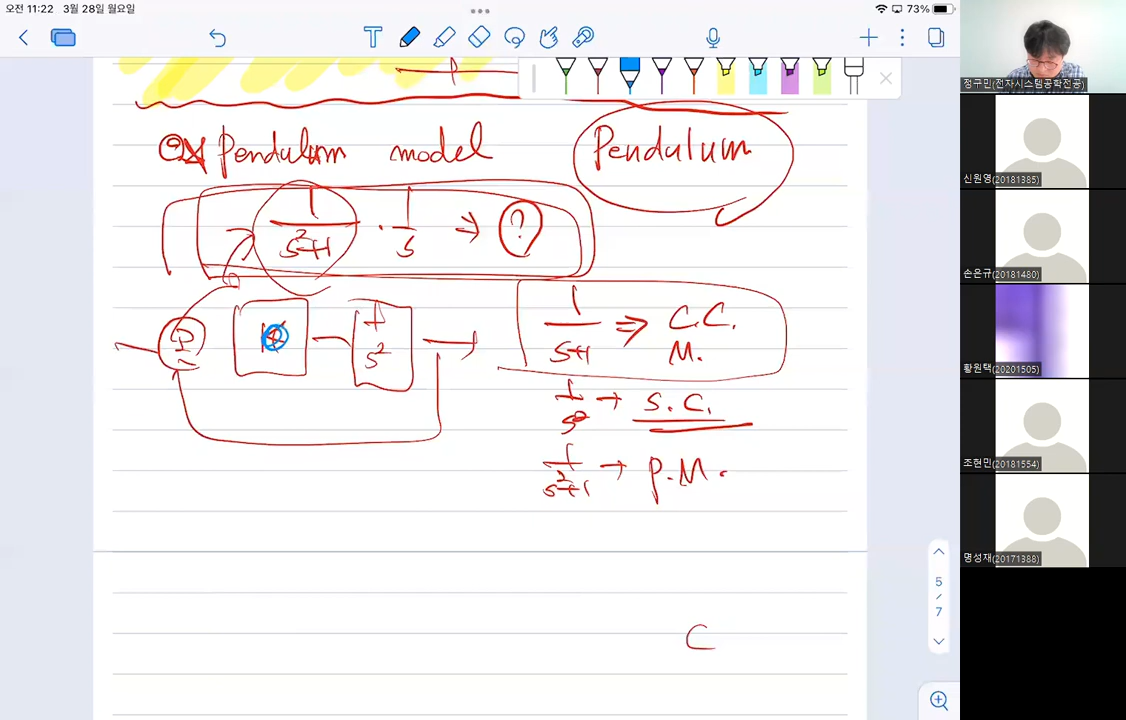 오전 11:22 3월 28일 월요일
73%
Pendulum model
Pendulum
1/(s²+1) · 1/s ⇒ ?
1/s²
1/(s+1) ⇒ C.C. M.
1/s² → S.C.
1/(s²+1) → P.M.
C
5
/
7
정구민(전자시스템공학전공)
신원영(20181385)
손은규(20181480)
황원택(20201505)
조현민(20181554)
명성재(20171388)